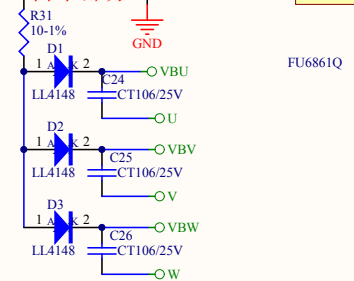 R31
10-1%
GND
D1
1 A K 2
C24
VBU
LL4148
CT106/25V
U
FU6861Q
D2
1 A K 2
C25
VBV
LL4148
CT106/25V
V
D3
1 A K 2
C26
VBW
LL4148
CT106/25V
W